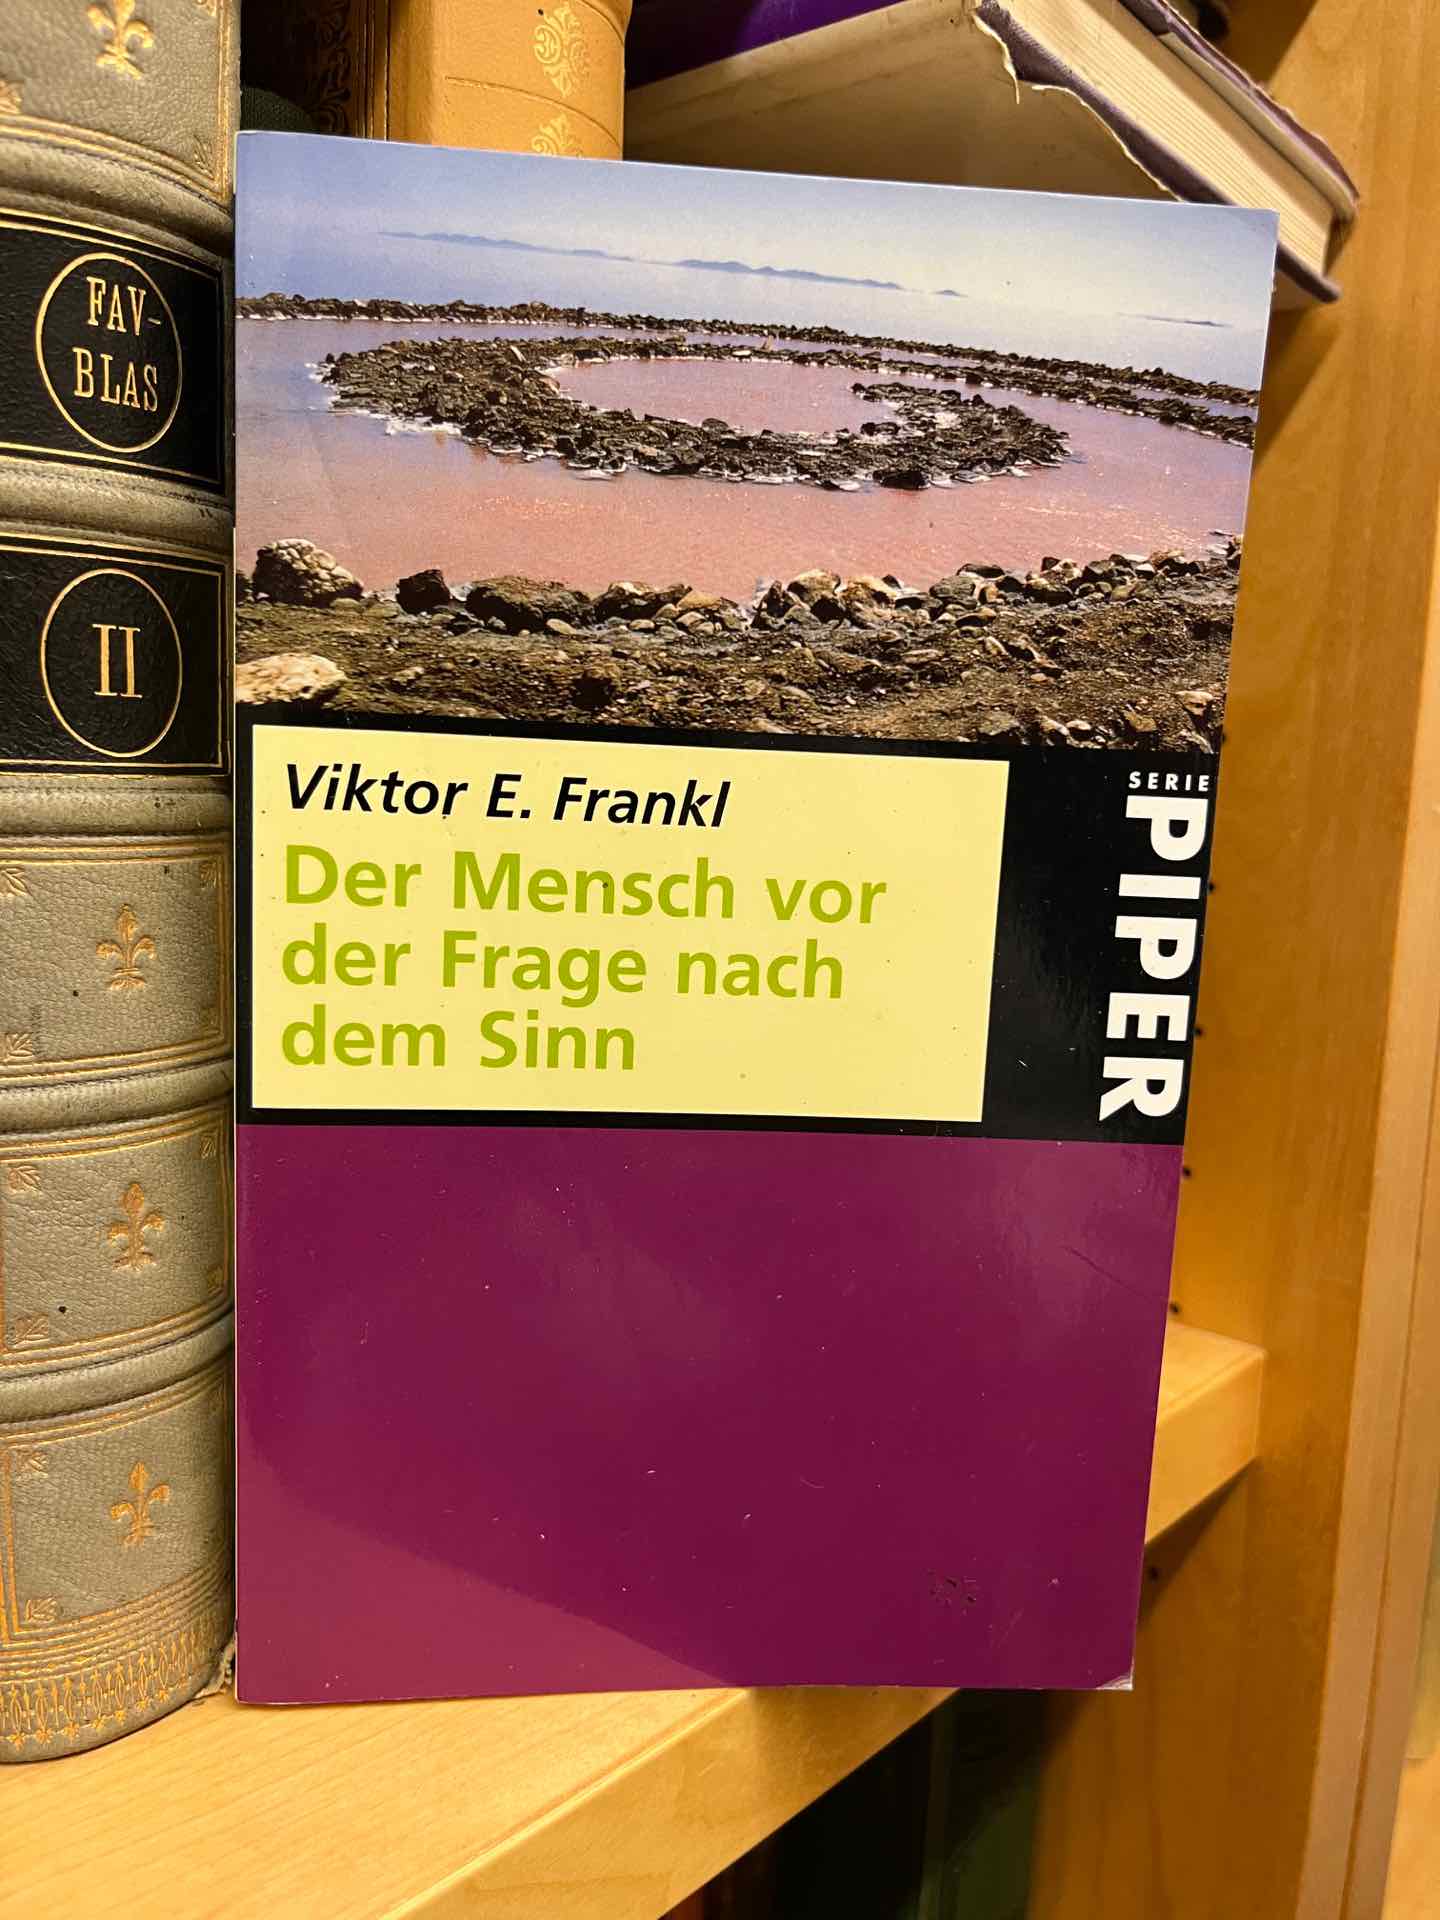 FAV-
BLAS
II
Viktor E. Frankl
Der Mensch vor
der Frage nach
dem Sinn
SERIE
PIPER